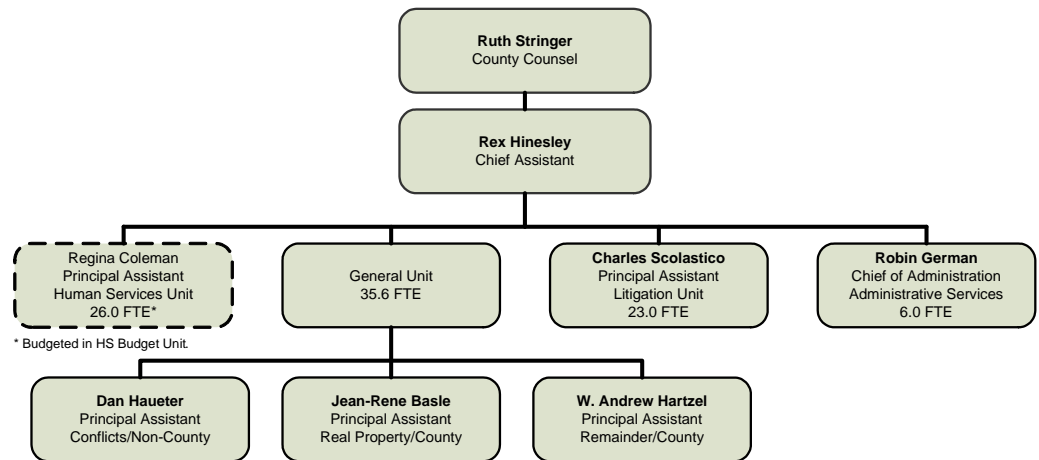 Ruth Stringer
County Counsel
Rex Hinesley
Chief Assistant
Regina Coleman
Principal Assistant
Human Services Unit
26.0 FTE*
General Unit
35.6 FTE
Charles Scolastico
Principal Assistant
Litigation Unit
23.0 FTE
Robin German
Chief of Administration
Administrative Services
6.0 FTE
* Budgeted in HS Budget Unit.
Dan Haueter
Principal Assistant
Conflicts/Non-County
Jean-Rene Basle
Principal Assistant
Real Property/County
W. Andrew Hartzel
Principal Assistant
Remainder/County